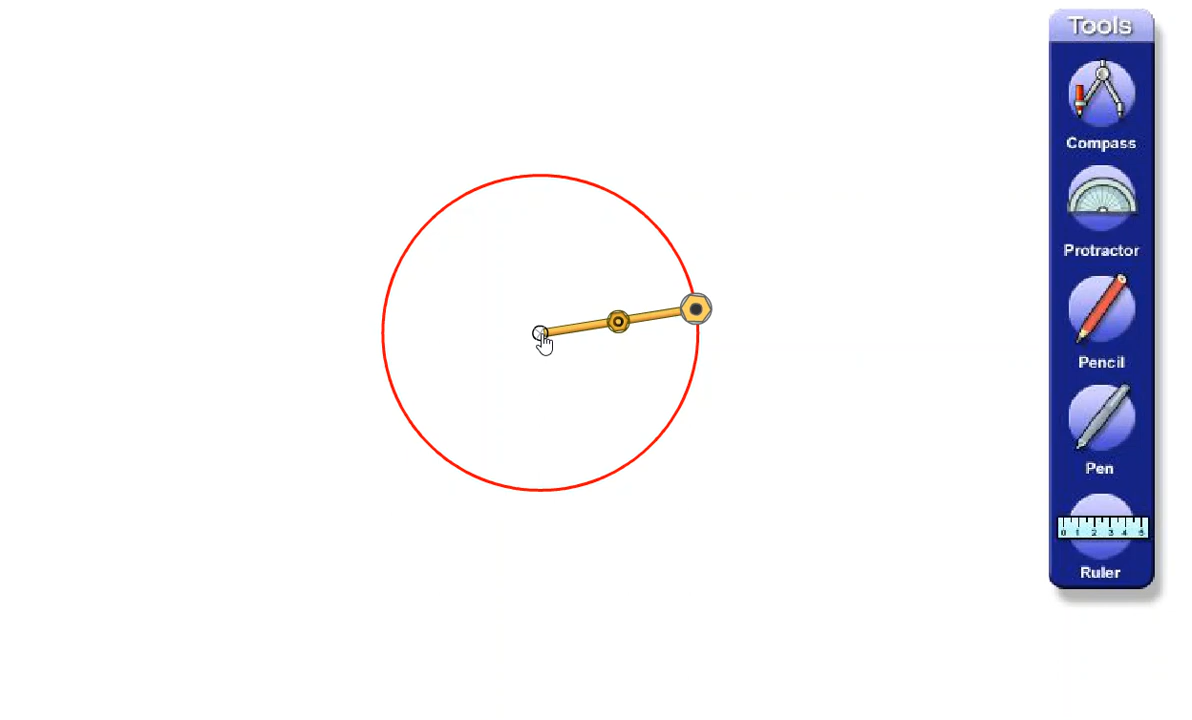 Tools
Compass
Protractor
Pencil
Pen
0 1 2 3 4 5
Ruler